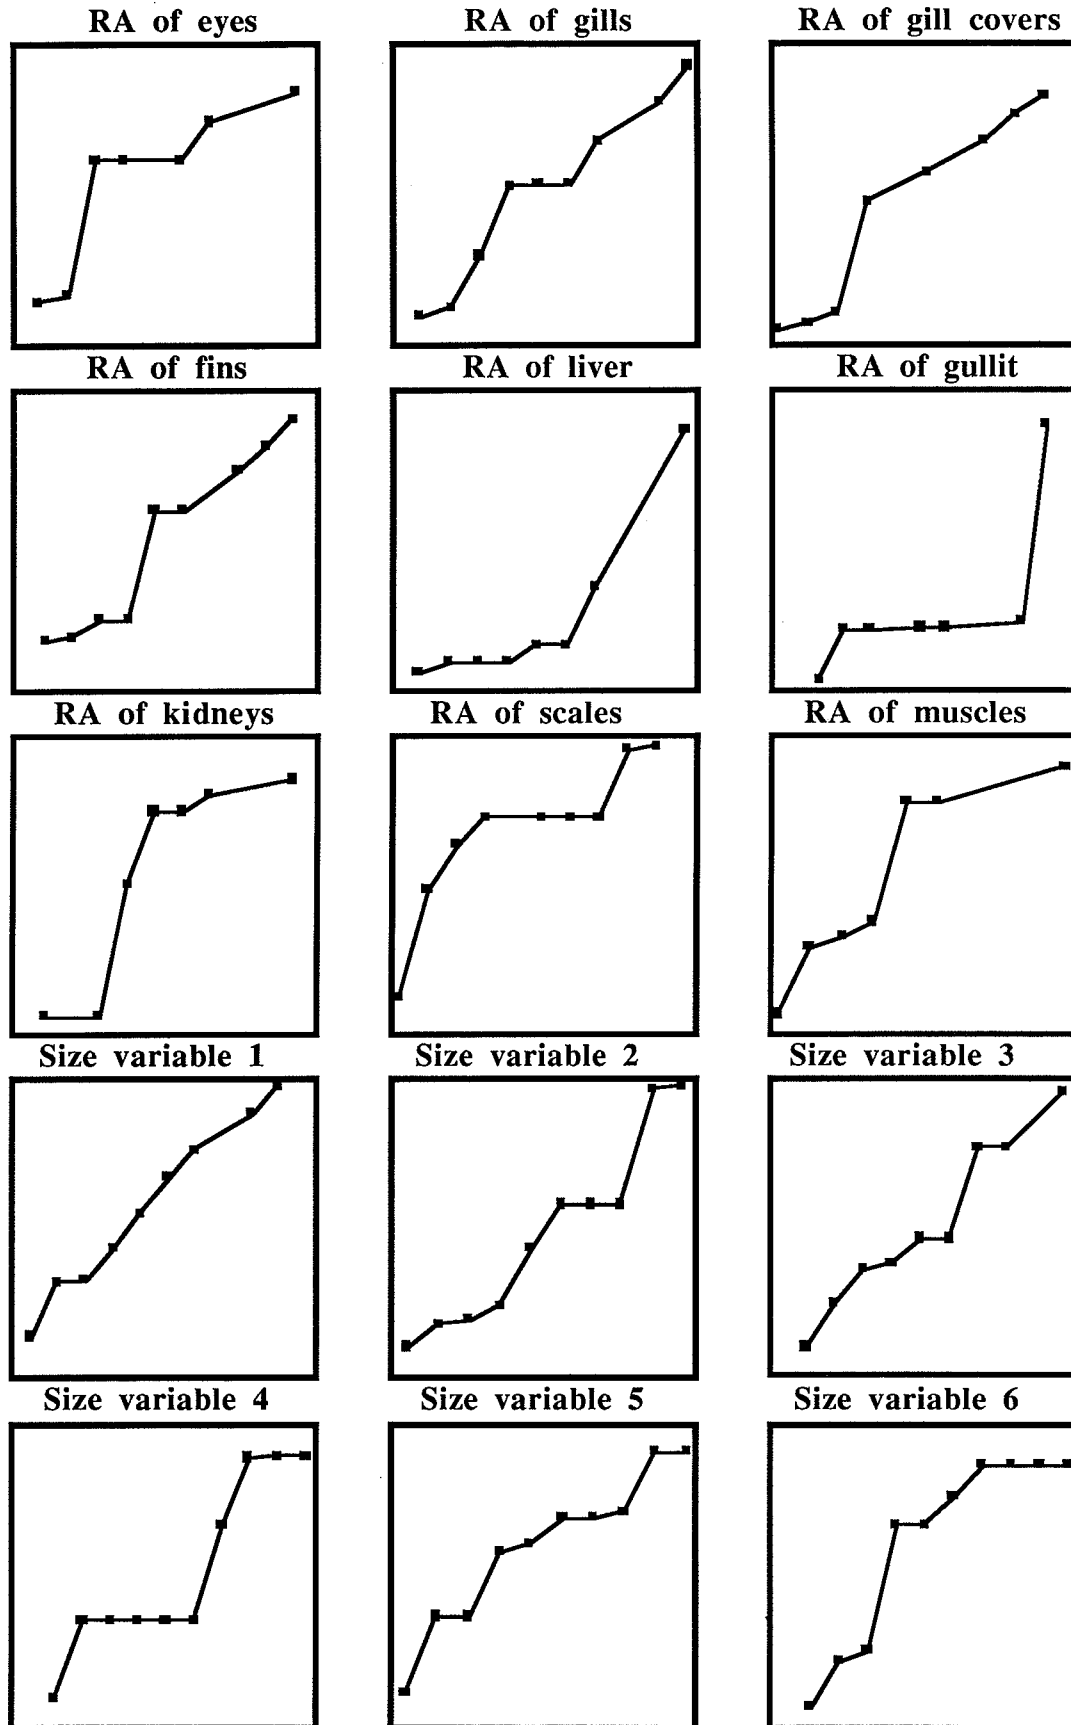 RA of eyes
RA of gills
RA of gill covers
RA of fins
RA of liver
RA of gullit
RA of kidneys
RA of scales
RA of muscles
Size variable 1
Size variable 2
Size variable 3
Size variable 4
Size variable 5
Size variable 6